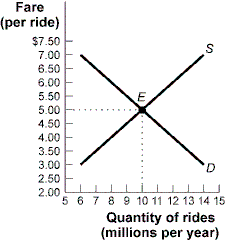 Fare
(per ride)
$7.50
7.00
6.50
6.00
5.50
5.00
4.50
4.00
3.50
3.00
2.50
2.00
S
E
D
5 6 7 8 9 10 11 12 13 14 15
Quantity of rides
(millions per year)